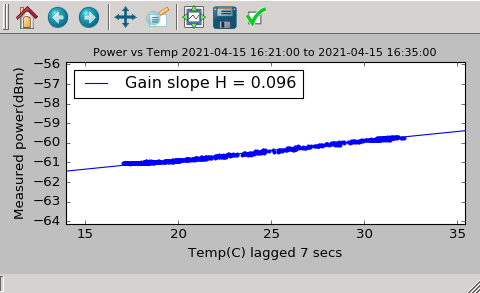 Power vs Temp 2021-04-15 16:21:00 to 2021-04-15 16:35:00
Gain slope H = 0.096
Measured power(dBm)
−56
−57
−58
−59
−60
−61
−62
−63
−64
15 20 25 30 35
Temp(C) lagged 7 secs